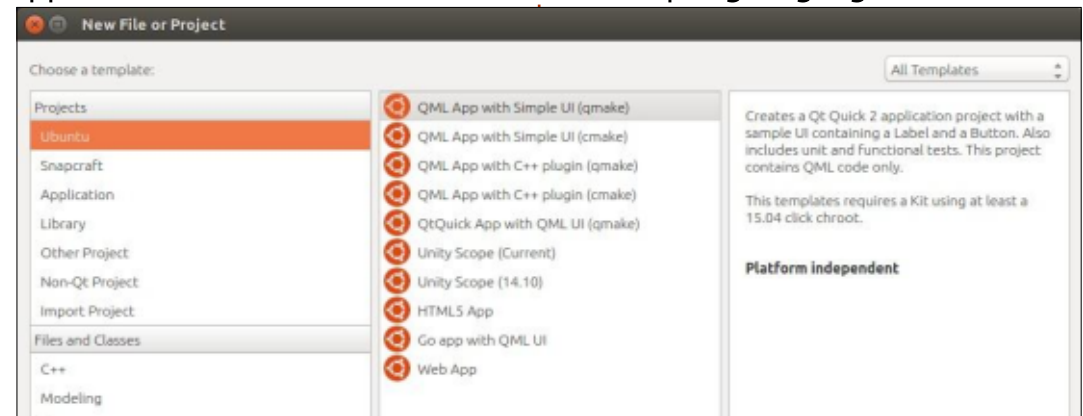 New File or Project
Choose a template:
All Templates
Projects
Ubuntu
Snapcraft
Application
Library
Other Project
Non-Qt Project
Import Project
Files and Classes
C++
Modeling
QML App with Simple UI (qmake)
QML App with Simple UI (cmake)
QML App with C++ plugin (qmake)
QML App with C++ plugin (cmake)
QtQuick App with QML UI (qmake)
Unity Scope (Current)
Unity Scope (14.10)
HTML5 App
Go app with QML UI
Web App
Creates a Qt Quick 2 application project with a
sample UI containing a Label and a Button. Also
includes unit and functional tests. This project
contains QML code only.
This templates requires a Kit using at least a
15.04 click chroot.
Platform independent